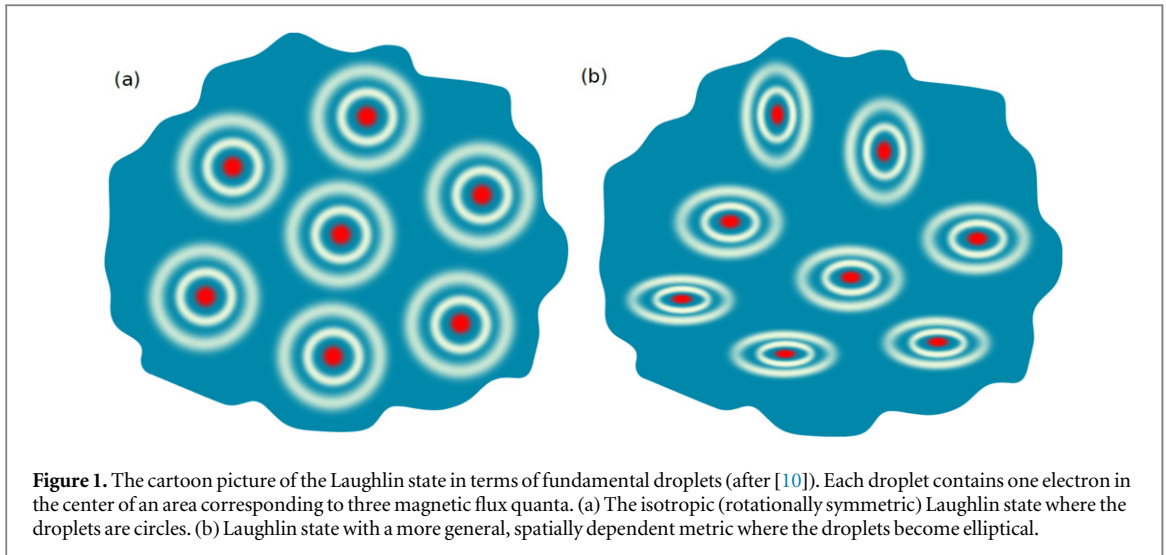 (a)
(b)
Figure 1. The cartoon picture of the Laughlin state in terms of fundamental droplets (after [10]). Each droplet contains one electron in
the center of an area corresponding to three magnetic flux quanta. (a) The isotropic (rotationally symmetric) Laughlin state where the
droplets are circles. (b) Laughlin state with a more general, spatially dependent metric where the droplets become elliptical.